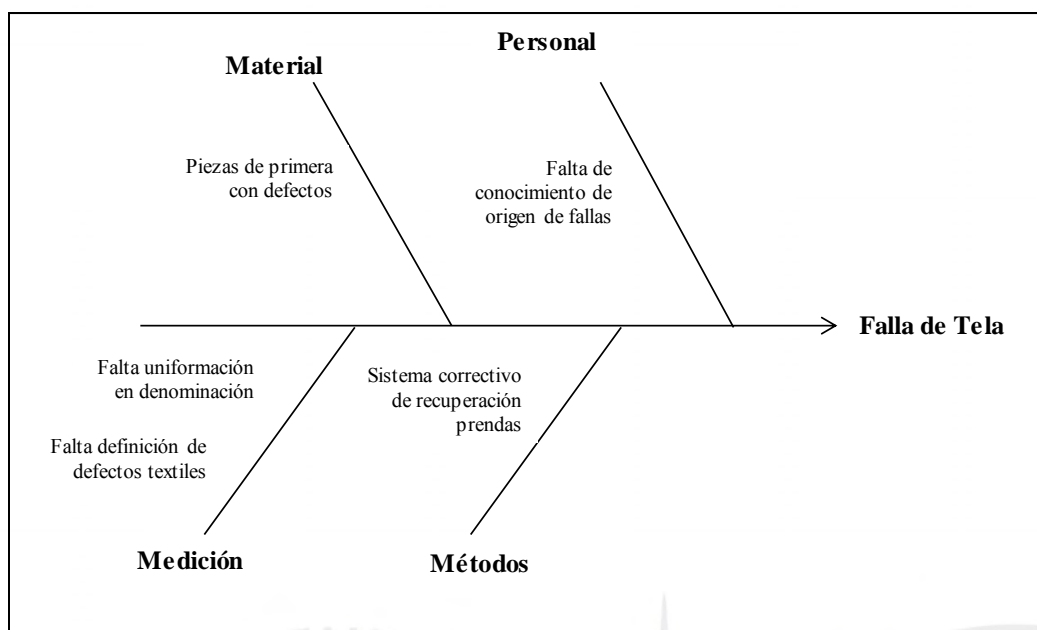 Personal
Material
Piezas de primera
con defectos
Falta de
conocimiento de
origen de fallas
Falla de Tela
Falta uniformación
en denominación
Sistema correctivo
de recuperación
prendas
Falta definición de
defectos textiles
Medición
Métodos